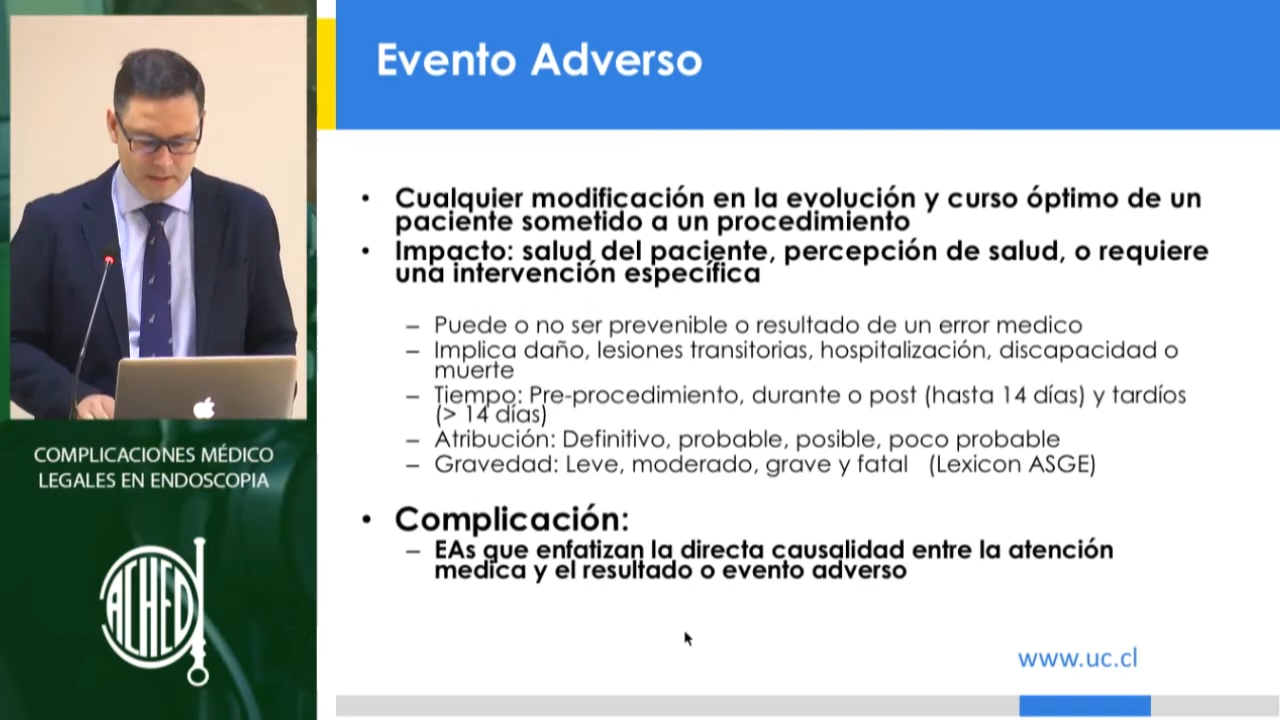 Evento Adverso
• Cualquier modificación en la evolución y curso óptimo de un
paciente sometido a un procedimiento
• Impacto: salud del paciente, percepción de salud, o requiere
una intervención específica
– Puede o no ser prevenible o resultado de un error medico
– Implica daño, lesiones transitorias, hospitalización, discapacidad o
muerte
– Tiempo: Pre-procedimiento, durante o post (hasta 14 días) y tardíos
(> 14 días)
– Atribución: Definitivo, probable, posible, poco probable
– Gravedad: Leve, moderado, grave y fatal (Lexicon ASGE)
• Complicación:
– EAs que enfatizan la directa causalidad entre la atención
medica y el resultado o evento adverso
www.uc.cl
COMPLICACIONES MÉDICO
LEGALES EN ENDOSCOPIA
ACHED